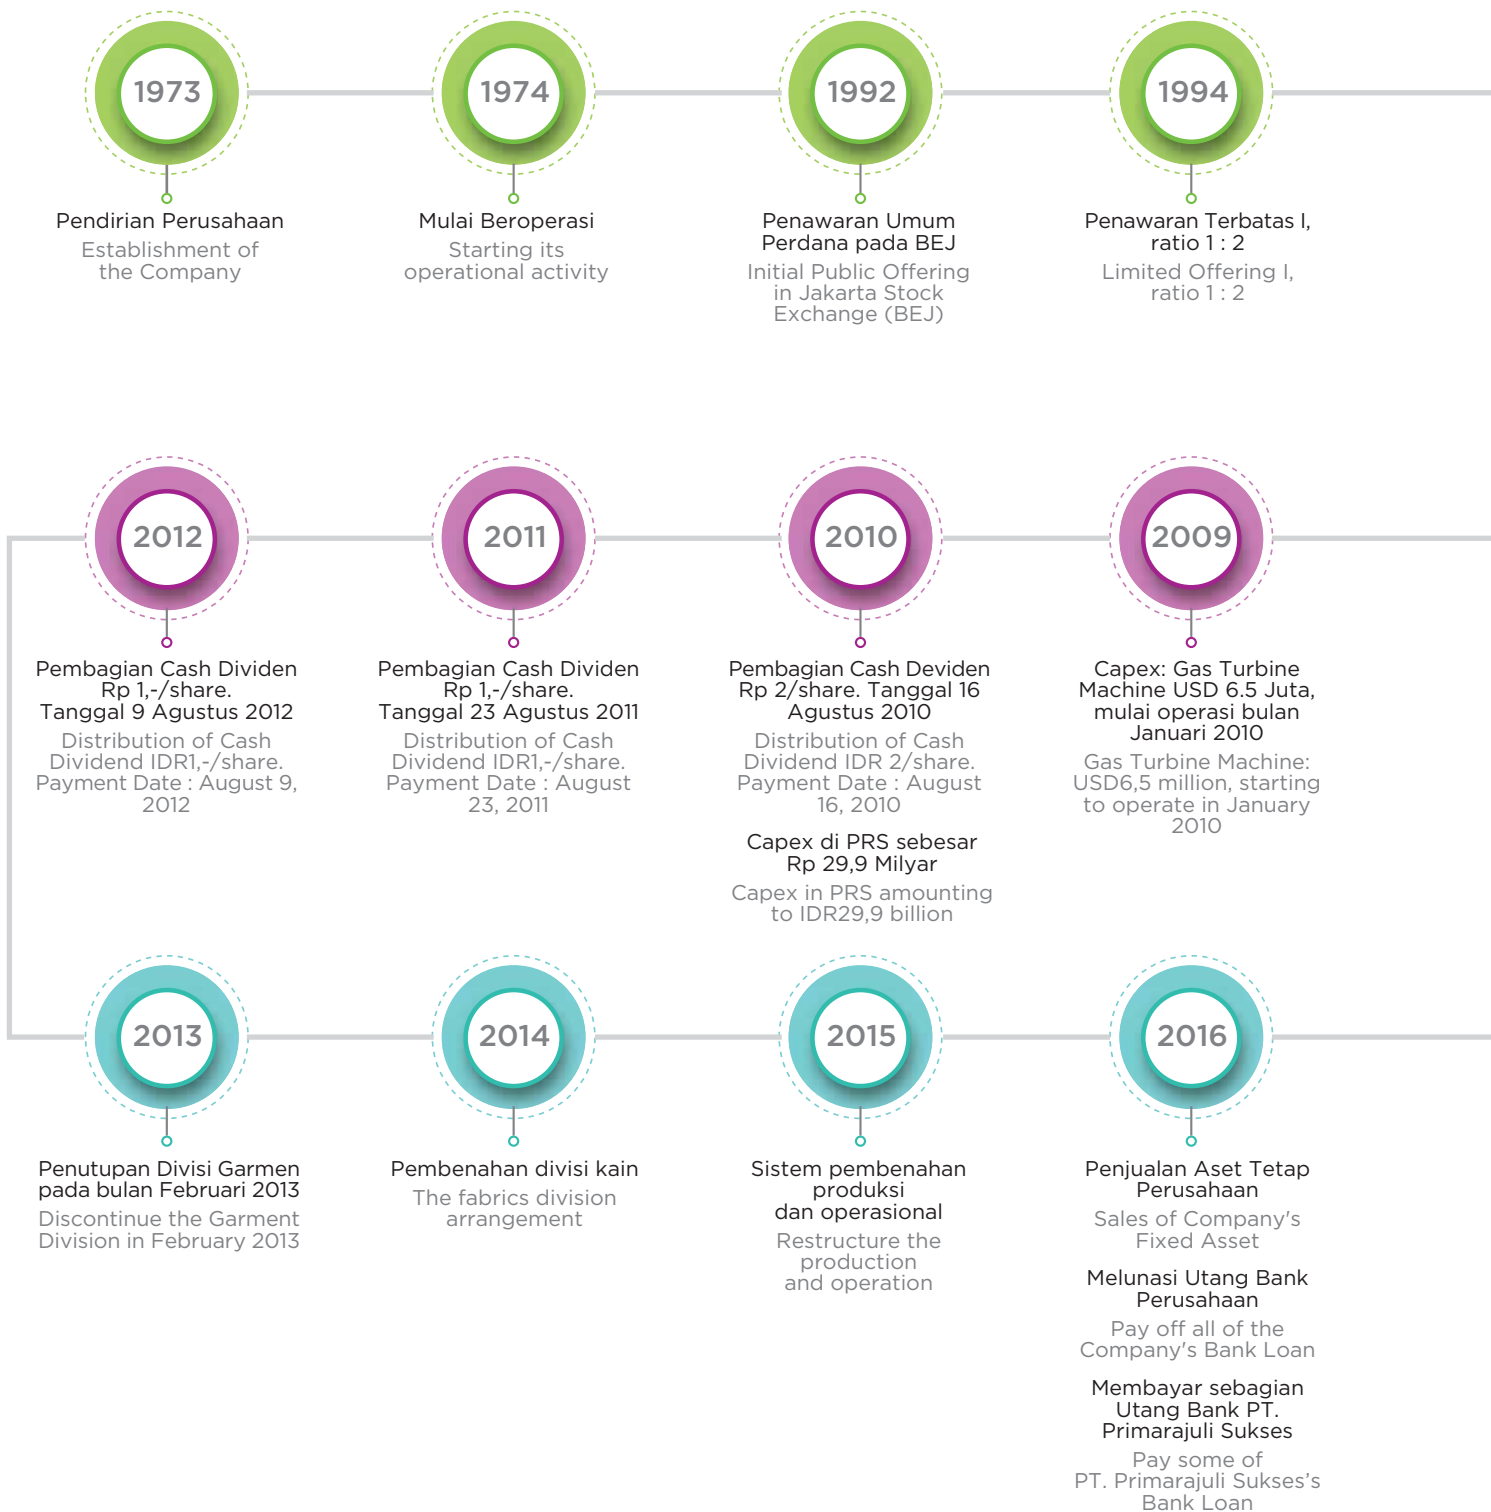 1973
Pendirian Perusahaan
Establishment of
the Company
1974
Mulai Beroperasi
Starting its
operational activity
1992
Penawaran Umum
Perdana pada BEJ
Initial Public Offering
in Jakarta Stock
Exchange (BEJ)
1994
Penawaran Terbatas I,
ratio 1 : 2
Limited Offering I,
ratio 1 : 2
2012
Pembagian Cash Dividen
Rp 1,-/share.
Tanggal 9 Agustus 2012
Distribution of Cash
Dividend IDR1,-/share.
Payment Date : August 9,
2012
2011
Pembagian Cash Dividen
Rp 1,-/share.
Tanggal 23 Agustus 2011
Distribution of Cash
Dividend IDR1,-/share.
Payment Date : August
23, 2011
2010
Pembagian Cash Deviden
Rp 2/share. Tanggal 16
Agustus 2010
Distribution of Cash
Dividend IDR 2/share.
Payment Date : August
16, 2010
Capex di PRS sebesar
Rp 29,9 Milyar
Capex in PRS amounting
to IDR29,9 billion
2009
Capex: Gas Turbine
Machine USD 6.5 Juta,
mulai operasi bulan
Januari 2010
Gas Turbine Machine:
USD6,5 million, starting
to operate in January
2010
2013
Penutupan Divisi Garmen
pada bulan Februari 2013
Discontinue the Garment
Division in February 2013
2014
Pembenahan divisi kain
The fabrics division
arrangement
2015
Sistem pembenahan
produksi
dan operasional
Restructure the
production
and operation
2016
Penjualan Aset Tetap
Perusahaan
Sales of Company's
Fixed Asset
Melunasi Utang Bank
Perusahaan
Pay off all of the
Company's Bank Loan
Membayar sebagian
Utang Bank PT.
Primarajuli Sukses
Pay some of
PT. Primarajuli Sukses’s
Bank Loan